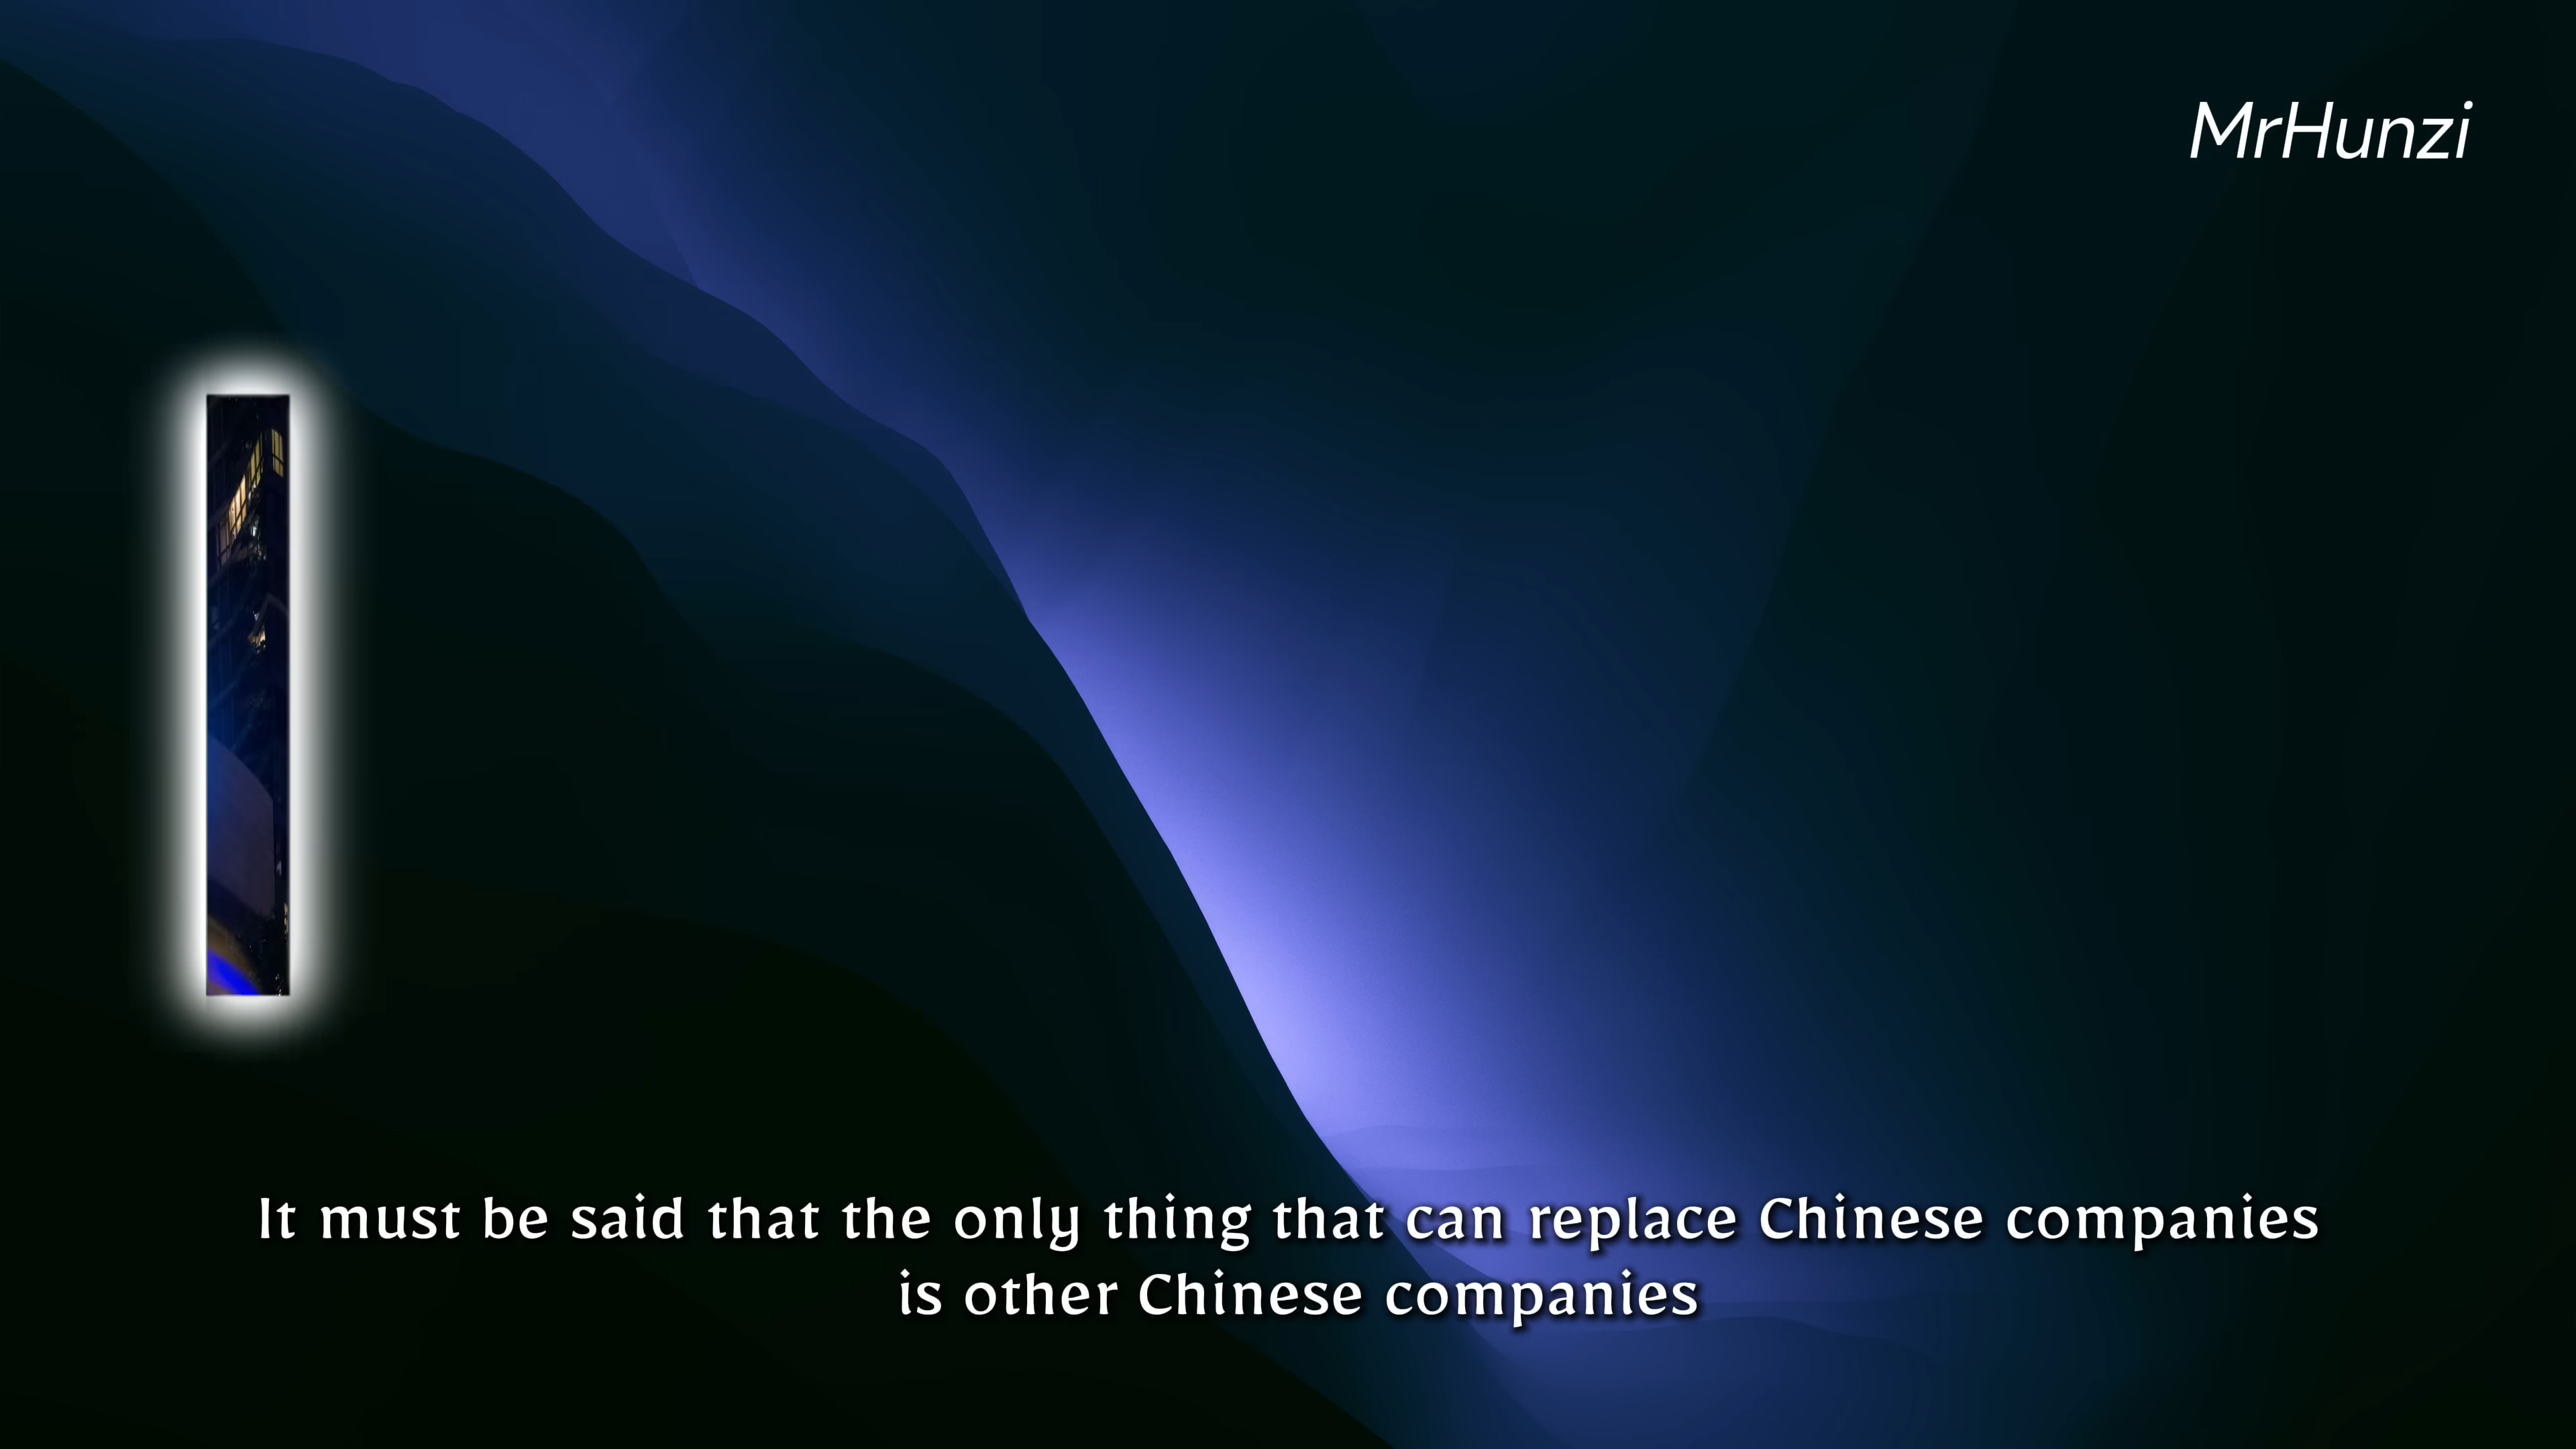 MrHunzi
It must be said that the only thing that can replace Chinese companies
is other Chinese companies